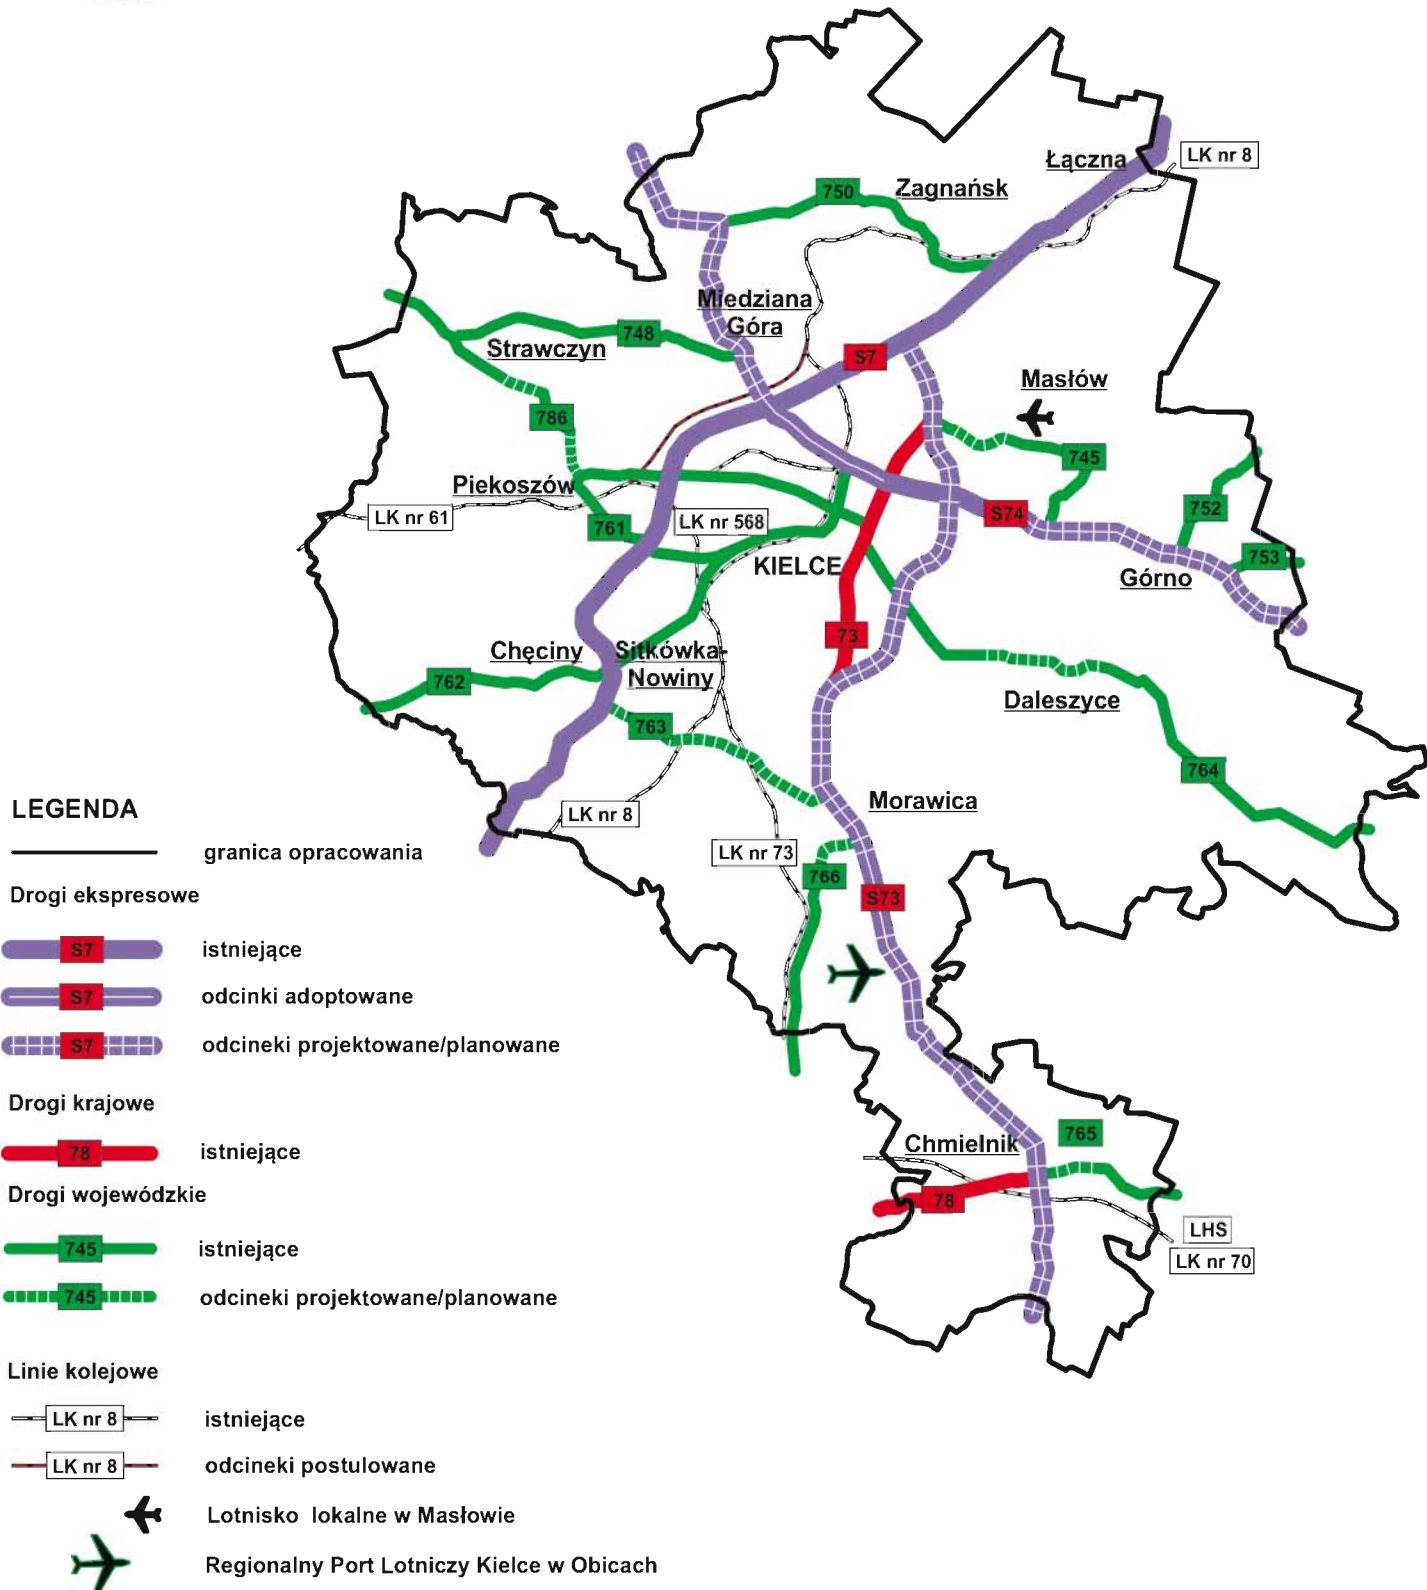 Łączna
LK nr 8
750
Zagnańsk
Miedziana
Góra
748
Strawczyn
S7
Masłów
786
745
Piekoszów
LK nr 61
761
LK nr 568
S74
752
KIELCE
753
Górno
73
Chęciny
Sitkówka-
Nowiny
762
Daleszyce
763
764
LK nr 8
Morawica
LK nr 73
766
S73
765
Chmielnik
78
LHS
LK nr 70
LEGENDA
granica opracowania
Drogi ekspresowe
S7
istniejące
S7
odcinki adoptowane
S7
odcineki projektowane/planowane
Drogi krajowe
78
istniejące
Drogi wojewódzkie
745
istniejące
745
odcineki projektowane/planowane
Linie kolejowe
LK nr 8
istniejące
LK nr 8
odcineki postulowane
Lotnisko lokalne w Masłowie
Regionalny Port Lotniczy Kielce w Obicach